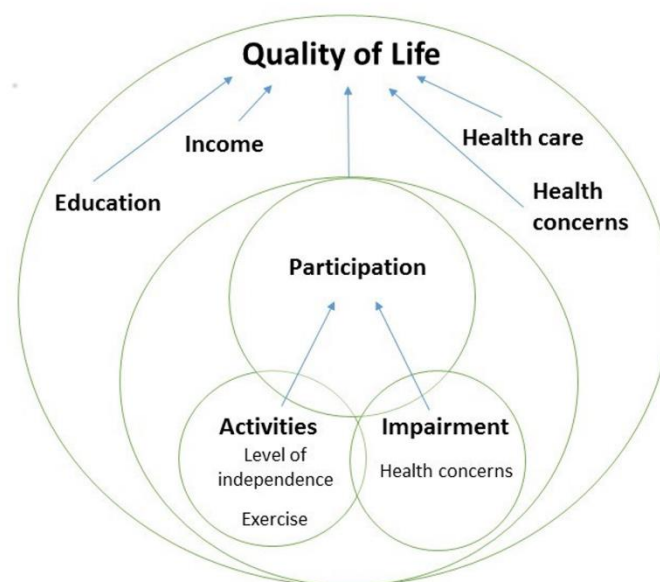 Quality of Life
Income
Health care
Education
Health
concerns
Participation
Activities
Level of
independence
Exercise
Impairment
Health concerns